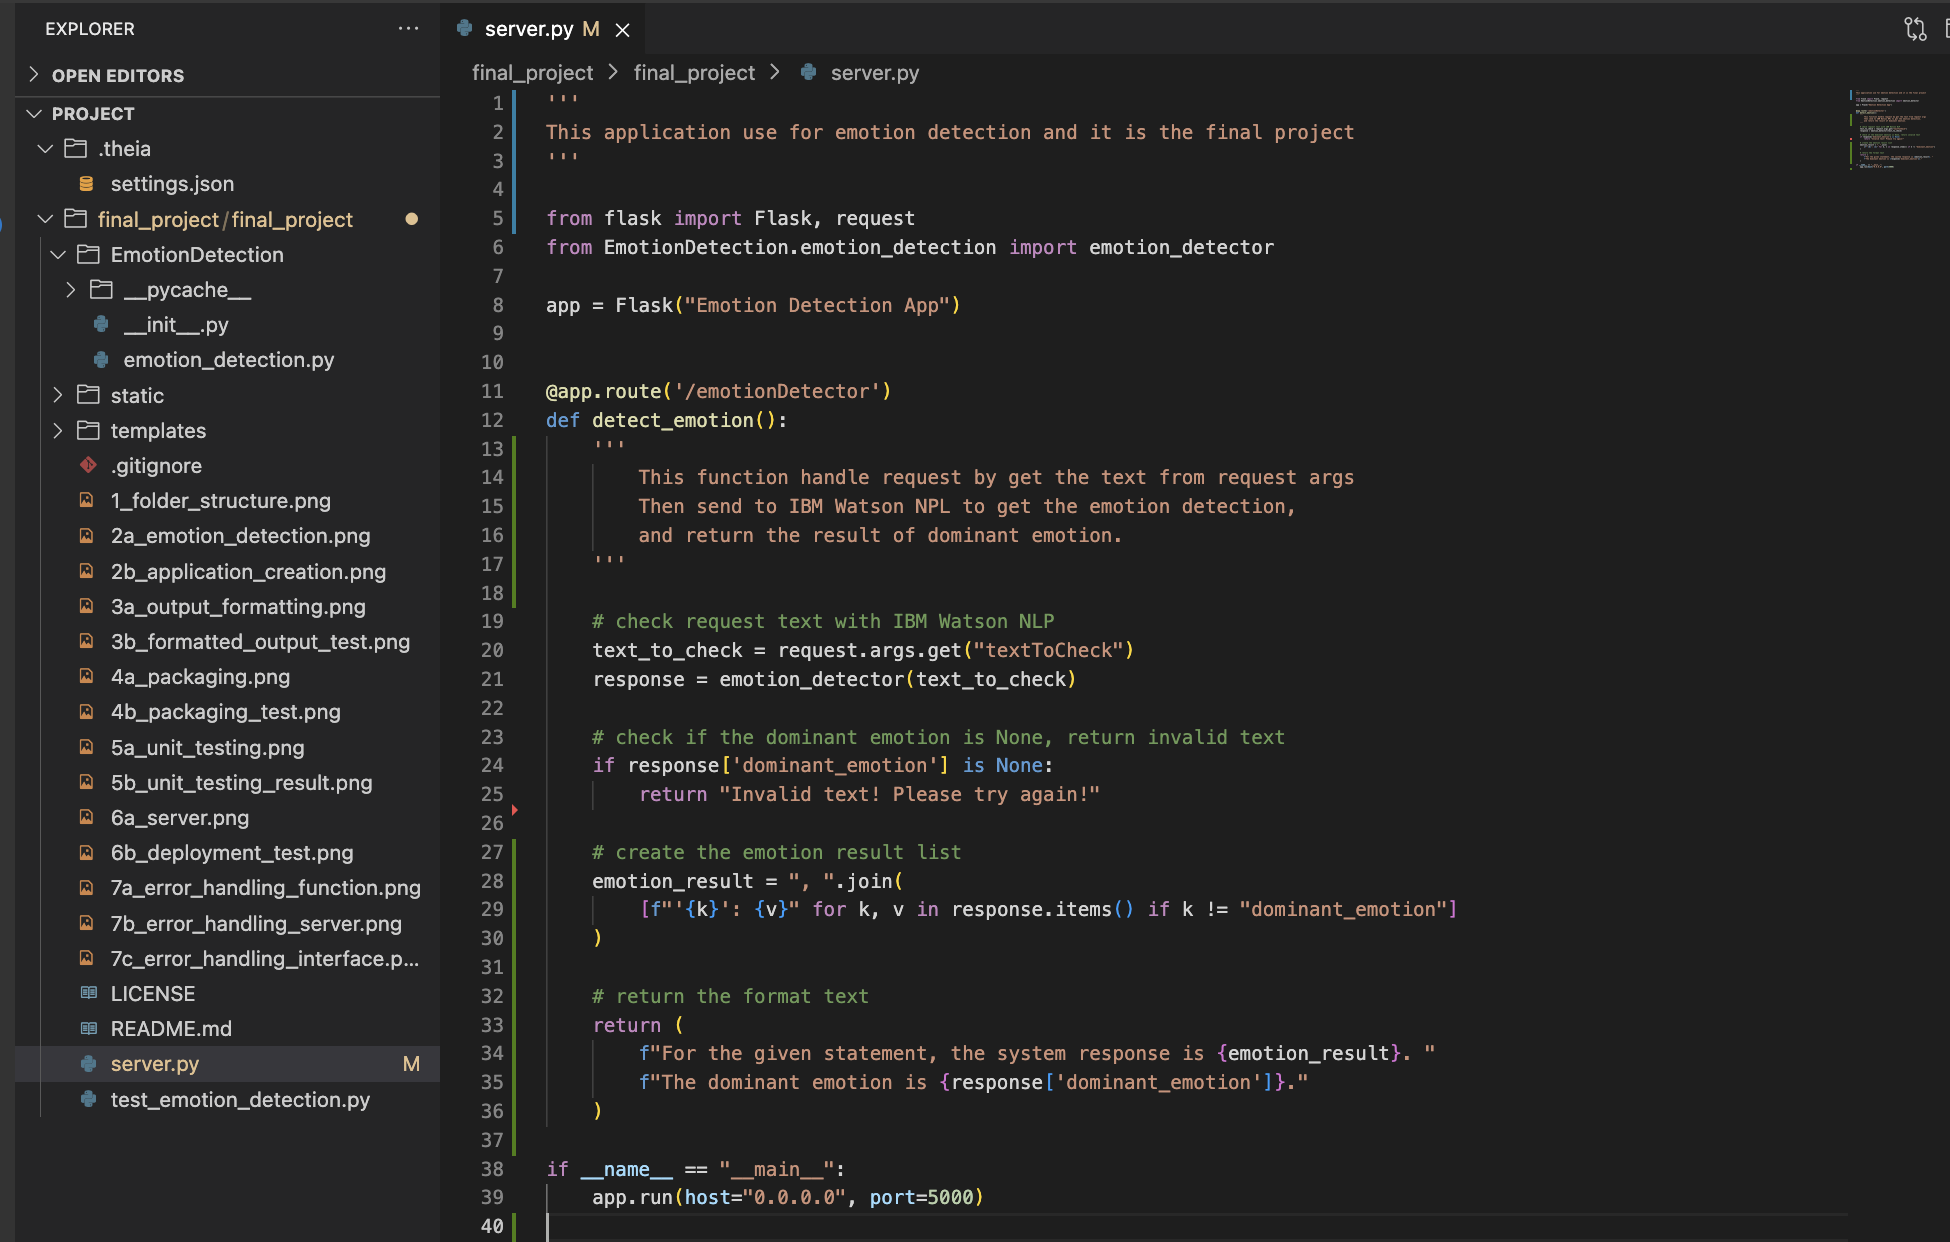 EXPLORER
OPEN EDITORS
PROJECT
.theia
settings.json
final_project/final_project
EmotionDetection
__pycache__
__init__.py
emotion_detection.py
static
templates
.gitignore
1_folder_structure.png
2a_emotion_detection.png
2b_application_creation.png
3a_output_formatting.png
3b_formatted_output_test.png
4a_packaging.png
4b_packaging_test.png
5a_unit_testing.png
5b_unit_testing_result.png
6a_server.png
6b_deployment_test.png
7a_error_handling_function.png
7b_error_handling_server.png
7c_error_handling_interface.p...
LICENSE
README.md
server.py M
test_emotion_detection.py
server.py M
final_project > final_project > server.py
1 '''
2 This application use for emotion detection and it is the final project
3 '''
4
5 from flask import Flask, request
6 from EmotionDetection.emotion_detection import emotion_detector
7
8 app = Flask("Emotion Detection App")
9
10
11 @app.route('/emotionDetector')
12 def detect_emotion():
13     '''
14         This function handle request by get the text from request args
15         Then send to IBM Watson NPL to get the emotion detection,
16         and return the result of dominant emotion.
17     '''
18
19     # check request text with IBM Watson NLP
20     text_to_check = request.args.get("textToCheck")
21     response = emotion_detector(text_to_check)
22
23     # check if the dominant emotion is None, return invalid text
24     if response['dominant_emotion'] is None:
25         return "Invalid text! Please try again!"
26
27     # create the emotion result list
28     emotion_result = ", ".join(
29         [f"'{k}': {v}" for k, v in response.items() if k != "dominant_emotion"]
30     )
31
32     # return the format text
33     return (
34         f"For the given statement, the system response is {emotion_result}. "
35         f"The dominant emotion is {response['dominant_emotion']}."
36     )
37
38 if __name__ == "__main__":
39     app.run(host="0.0.0.0", port=5000)
40